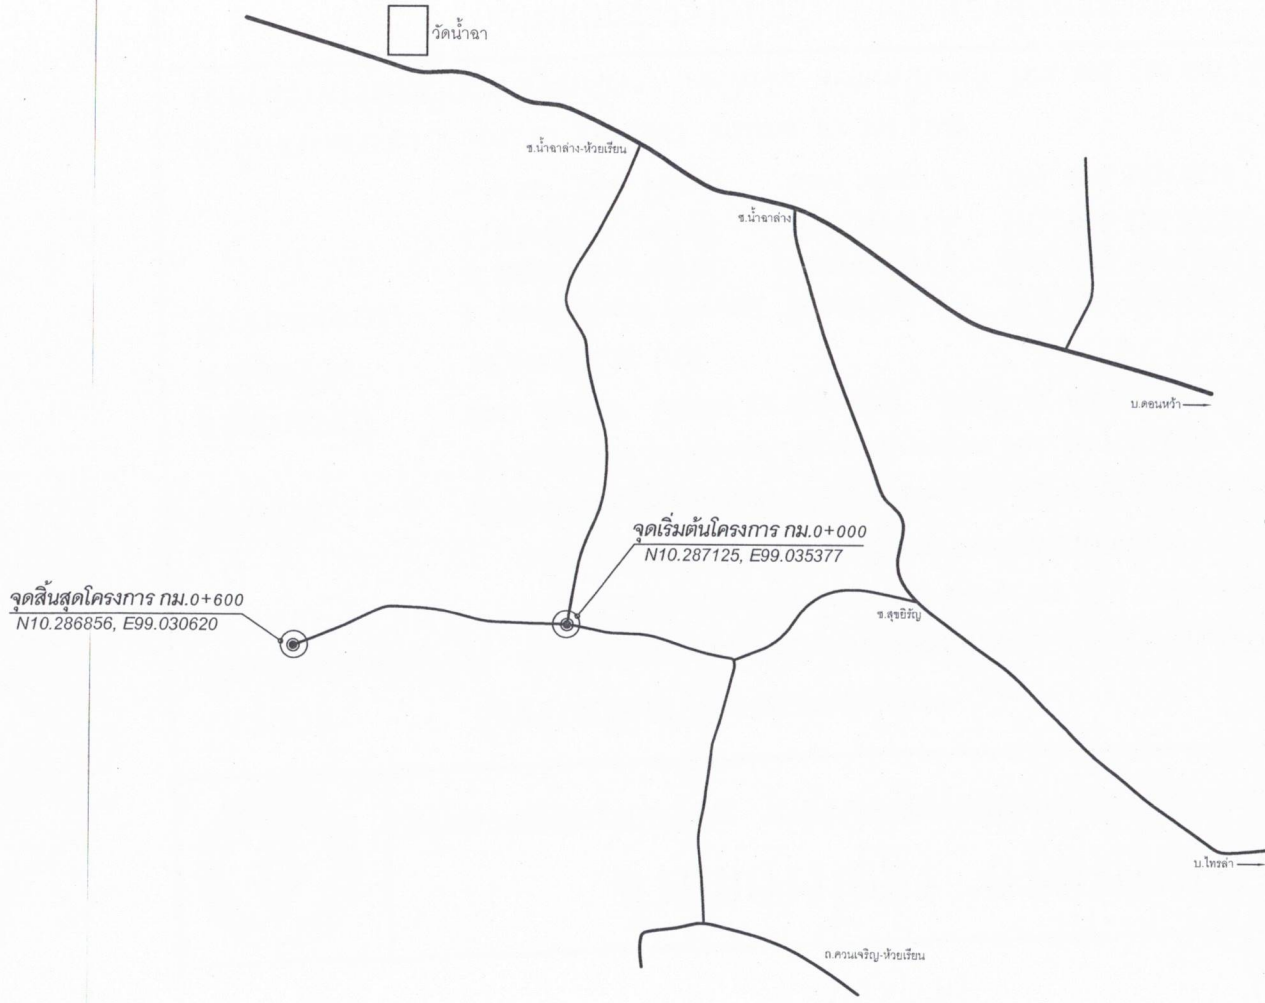 วัดน้ำฉา
ซ.น้ำฉาล่าง-ห้วยเรียน
ซ.น้ำฉาล่าง
บ.ดอนหว้า
จุดเริ่มต้นโครงการ กม.0+000
N10.287125, E99.035377
จุดสิ้นสุดโครงการ กม.0+600
N10.286856, E99.030620
ซ.สุขยิรัญ
บ.ไทรล่า
ถ.ควนเจริญ-ห้วยเรียน